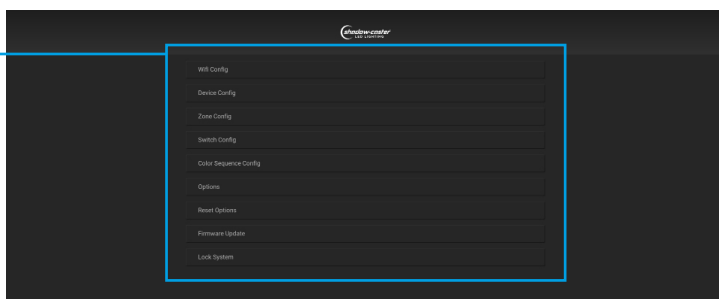 shadow-caster
LED LIGHTING
Wifi Config
Device Config
Zone Config
Switch Config
Color Sequence Config
Options
Reset Options
Firmware Update
Lock System